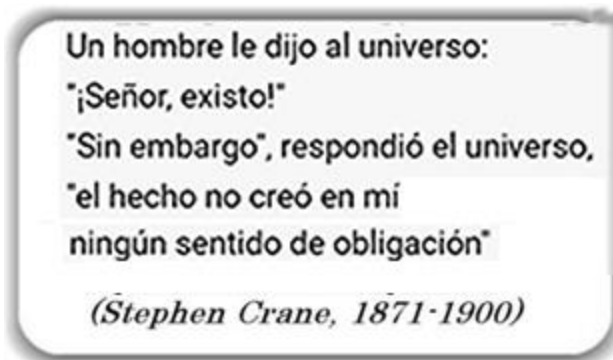 Un hombre le dijo al universo:
"¡Señor, existo!"
"Sin embargo", respondió el universo,
"el hecho no creó en mí
ningún sentido de obligación"
(Stephen Crane, 1871-1900)